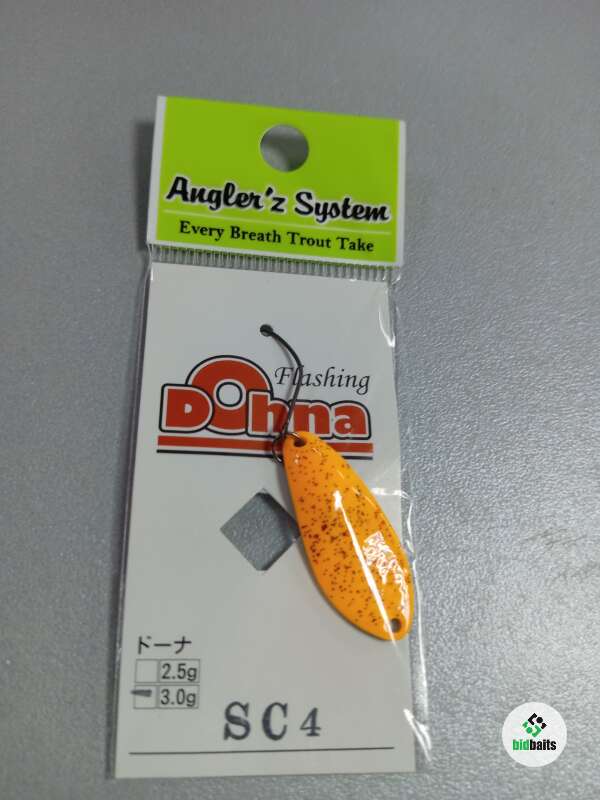 Angler'z System
Every Breath Trout Take
Flashing
Dohna
ドーナ
2.5g
3.0g
SC4
bidbaits